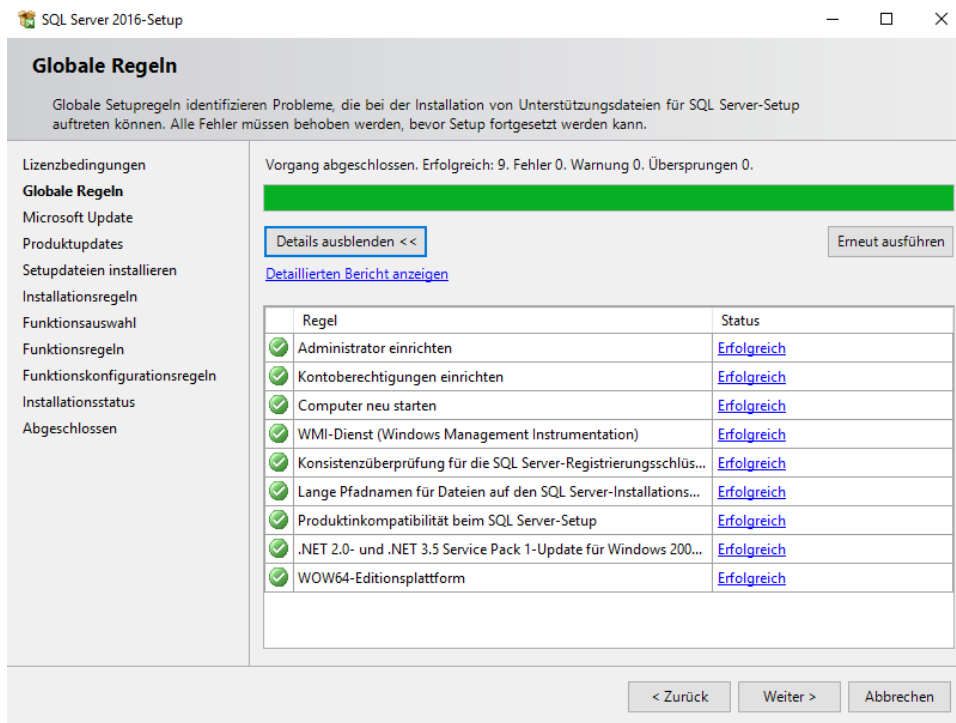 SQL Server 2016-Setup
Globale Regeln
Globale Setupregeln identifizieren Probleme, die bei der Installation von Unterstützungsdateien für SQL Server-Setup
auftreten können. Alle Fehler müssen behoben werden, bevor Setup fortgesetzt werden kann.
Lizenzbedingungen
Globale Regeln
Microsoft Update
Produktupdates
Setupdateien installieren
Installationsregeln
Funktionsauswahl
Funktionsregeln
Funktionskonfigurationsregeln
Installationsstatus
Abgeschlossen
Vorgang abgeschlossen. Erfolgreich: 9. Fehler 0. Warnung 0. Übersprungen 0.
Details ausblenden << Erneut ausführen
Detaillierten Bericht anzeigen
Regel Status
Administrator einrichten Erfolgreich
Kontoberechtigungen einrichten Erfolgreich
Computer neu starten Erfolgreich
WMI-Dienst (Windows Management Instrumentation) Erfolgreich
Konsistenzüberprüfung für die SQL Server-Registrierungsschlüs... Erfolgreich
Lange Pfadnamen für Dateien auf den SQL Server-Installations... Erfolgreich
Produktinkompatibilität beim SQL Server-Setup Erfolgreich
.NET 2.0- und .NET 3.5 Service Pack 1-Update für Windows 200... Erfolgreich
WOW64-Editionsplattform Erfolgreich
< Zurück Weiter > Abbrechen